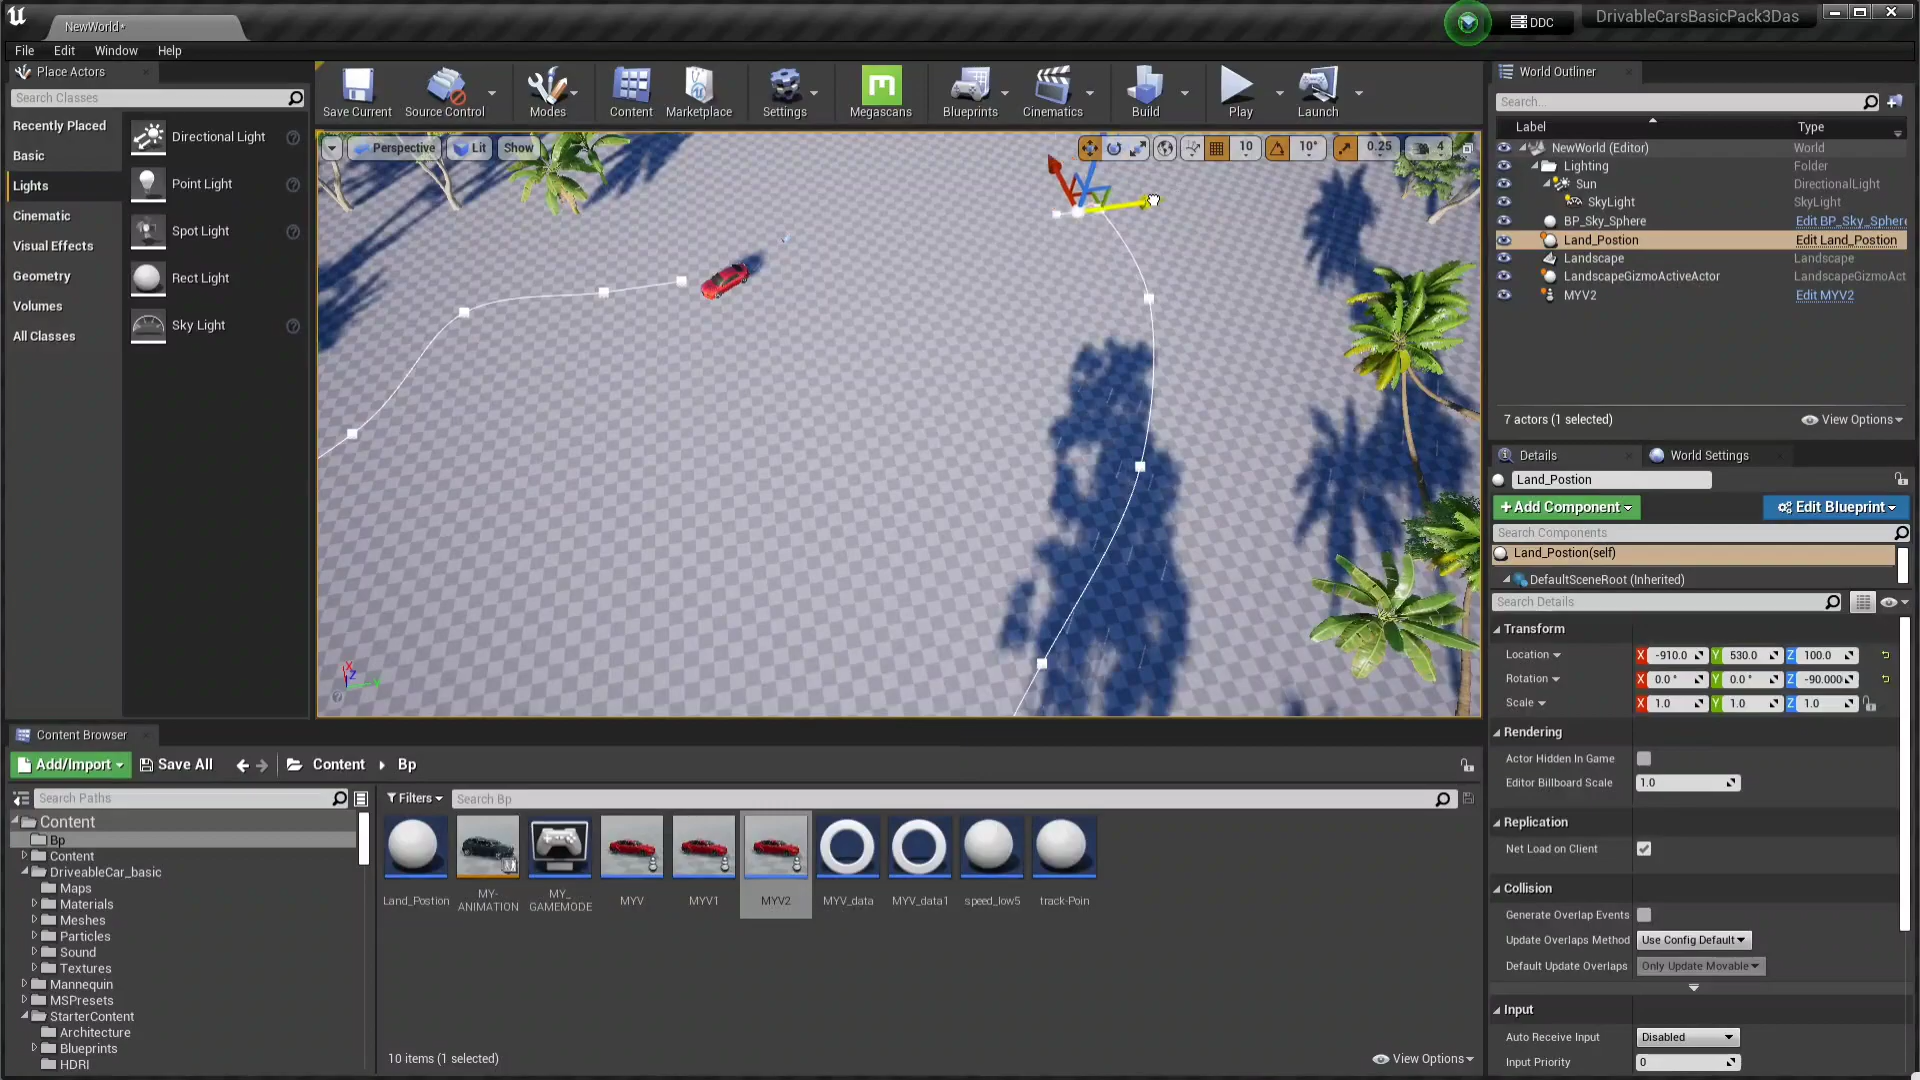 NewWorld*
DDC
DrivableCarsBasicPack3Das
File Edit Window Help
Place Actors
Search Classes
Recently Placed
Basic
Lights
Cinematic
Visual Effects
Geometry
Volumes
All Classes
Directional Light
Point Light
Spot Light
Rect Light
Sky Light
Save Current
Source Control
Modes
Content
Marketplace
Settings
Megascans
Blueprints
Cinematics
Build
Play
Launch
Perspective
Lit
Show
10
10°
0.25
4
World Outliner
Search...
Label Type
NewWorld (Editor) World
Lighting Folder
Sun DirectionalLight
SkyLight SkyLight
BP_Sky_Sphere Edit BP_Sky_Sphere
Land_Postion Edit Land_Postion
Landscape Landscape
LandscapeGizmoActiveActor LandscapeGizmoAct
MYV2 Edit MYV2
7 actors (1 selected)
View Options
Details
World Settings
Land_Postion
+Add Component
Edit Blueprint
Search Components
Land_Postion(self)
DefaultSceneRoot (Inherited)
Search Details
Transform
Location X -910.0 Y 530.0 Z 100.0
Rotation X 0.0 ° Y 0.0 ° Z -90.000
Scale X 1.0 Y 1.0 Z 1.0
Rendering
Actor Hidden In Game
Editor Billboard Scale 1.0
Replication
Net Load on Client
Collision
Generate Overlap Events
Update Overlaps Method Use Config Default
Default Update Overlaps Only Update Movable
Input
Auto Receive Input Disabled
Input Priority 0
X
Z
Content Browser
Add/Import
Save All
Content
Bp
Search Paths
Filters
Search Bp
Content
Bp
Content
DriveableCar_basic
Maps
Materials
Meshes
Particles
Sound
Textures
Mannequin
MSPresets
StarterContent
Architecture
Blueprints
HDRI
Land_Postion
MY-
ANIMATION
MY_
GAMEMODE
MYV
MYV1
MYV2
MYV_data
MYV_data1
speed_low5
track-Poin
10 items (1 selected)
View Options